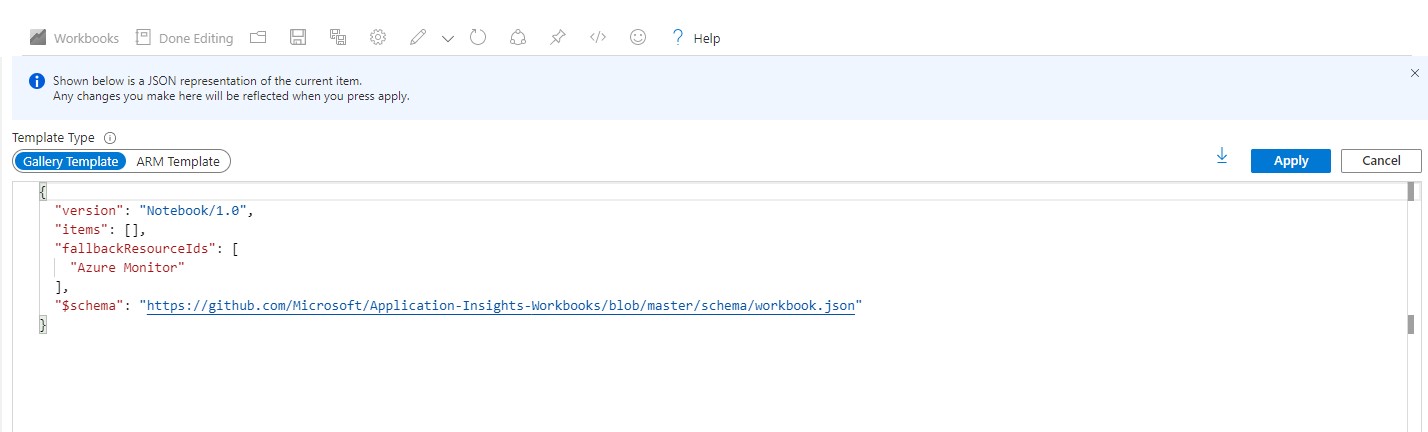 Workbooks Done Editing </> ? Help
Shown below is a JSON representation of the current item.
Any changes you make here will be reflected when you press apply.
Template Type
Gallery Template ARM Template Apply Cancel
{
"version": "Notebook/1.0",
"items": [],
"fallbackResourceIds": [
"Azure Monitor"
],
"$schema": "https://github.com/Microsoft/Application-Insights-Workbooks/blob/master/schema/workbook.json"
}